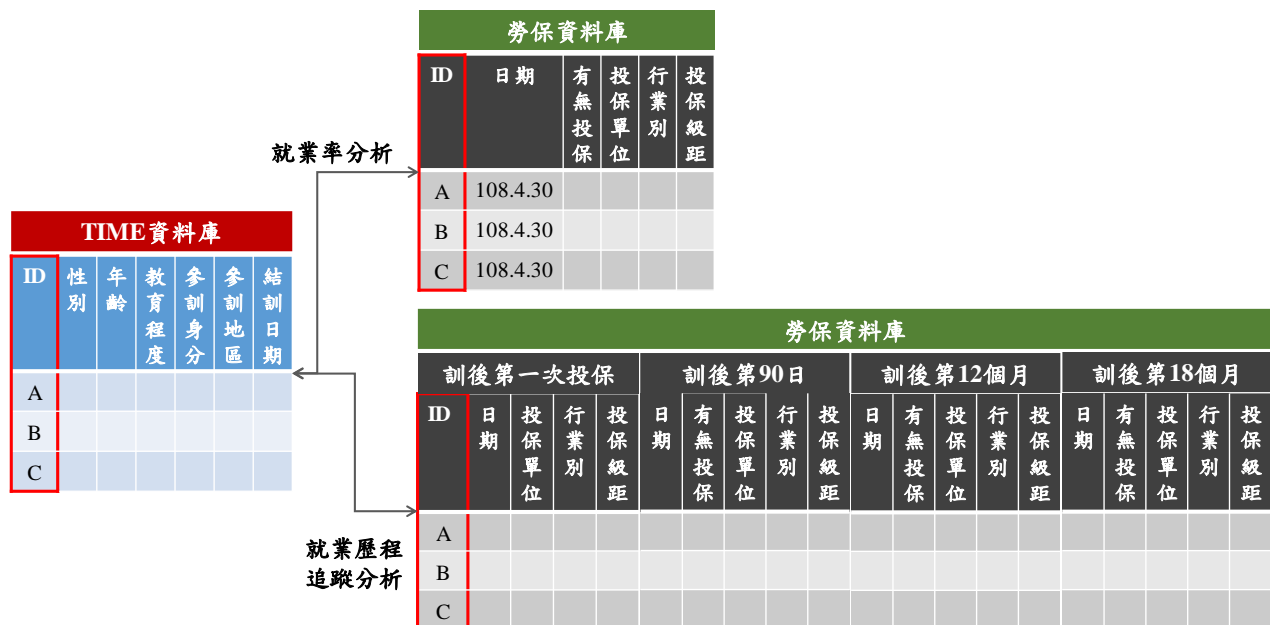 勞保資料庫
ID 日期 有無投保 投保單位 行業別 投保級距
A 108.4.30
B 108.4.30
C 108.4.30
就業率分析
TIME資料庫
ID 性別 年齡 教育程度 參訓身分 參訓地區 結訓日期
A
B
C
就業歷程
追蹤分析
勞保資料庫
訓後第一次投保 訓後第90日 訓後第12個月 訓後第18個月
ID 日期 投保單位 行業別 投保級距 日期 有無投保 投保單位 行業別 投保級距 日期 有無投保 投保單位 行業別 投保級距 日期 有無投保 投保單位 行業別 投保級距
A
B
C